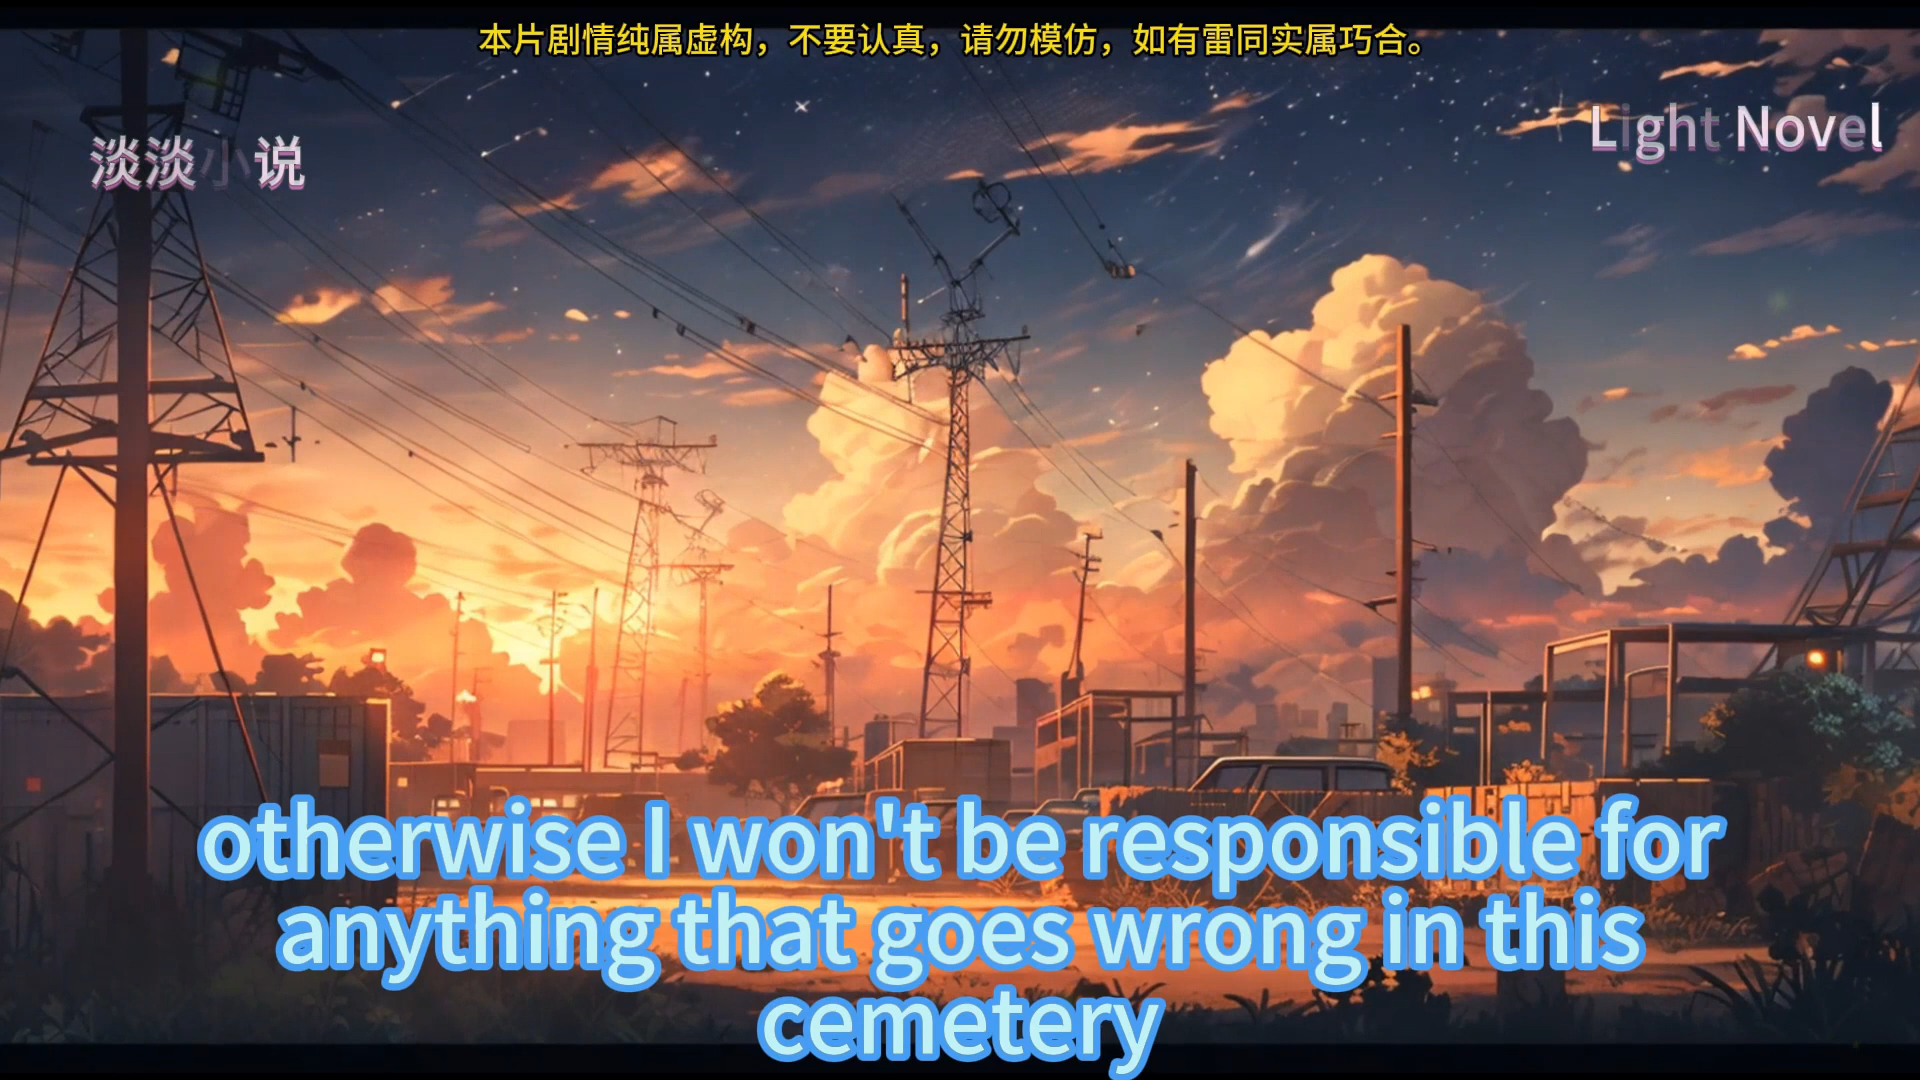 本片剧情纯属虚构，不要认真，请勿模仿，如有雷同实属巧合。
淡淡小说
Light Novel
otherwise I won't be responsible for
anything that goes wrong in this
cemetery